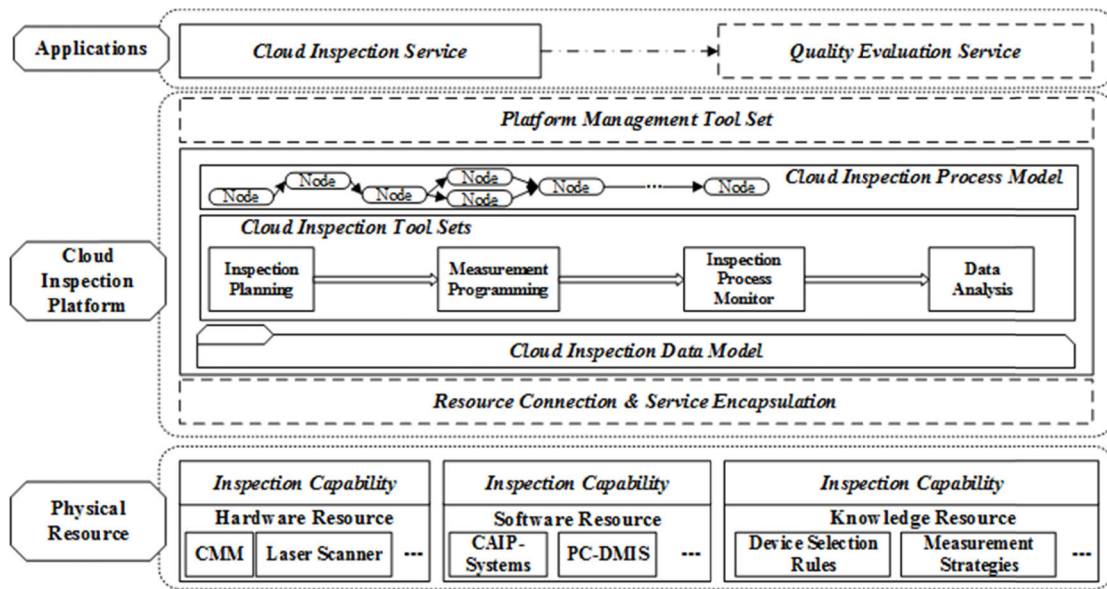 Applications
Cloud Inspection Service
Quality Evaluation Service
Platform Management Tool Set
Node
Node
Node
Node
Node
Node
···
Node
Cloud Inspection Process Model
Cloud
Inspection
Platform
Cloud Inspection Tool Sets
Inspection
Planning
Measurement
Programming
Inspection
Process
Monitor
Data
Analysis
Cloud Inspection Data Model
Resource Connection & Service Encapsulation
Physical
Resource
Inspection Capability
Hardware Resource
CMM
Laser Scanner
---
Inspection Capability
Software Resource
CAIP-
Systems
PC-DMIS
---
Inspection Capability
Knowledge Resource
Device Selection
Rules
Measurement
Strategies
---